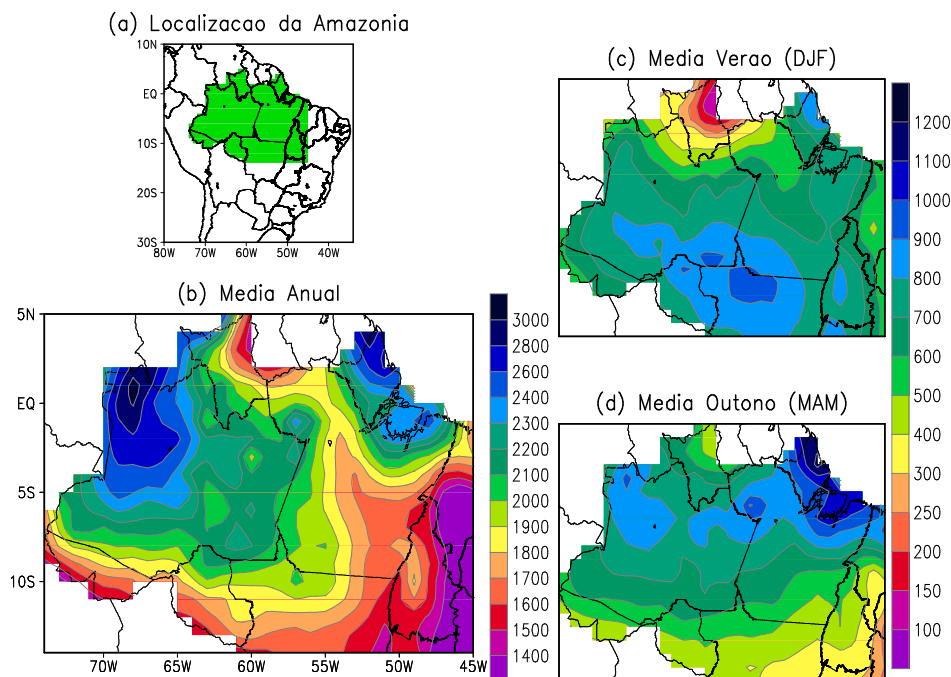 (a) Localizacao da Amazonia
10N
EQ
10S
20S
30S
80W 70W 60W 50W 40W
(b) Media Anual
5N
EQ
5S
10S
70W 65W 60W 55W 50W 45W
3000
2800
2600
2400
2300
2200
2100
2000
1900
1800
1700
1600
1500
1400
(c) Media Verao (DJF)
(d) Media Outono (MAM)
1200
1100
1000
900
800
700
600
500
400
300
250
200
150
100